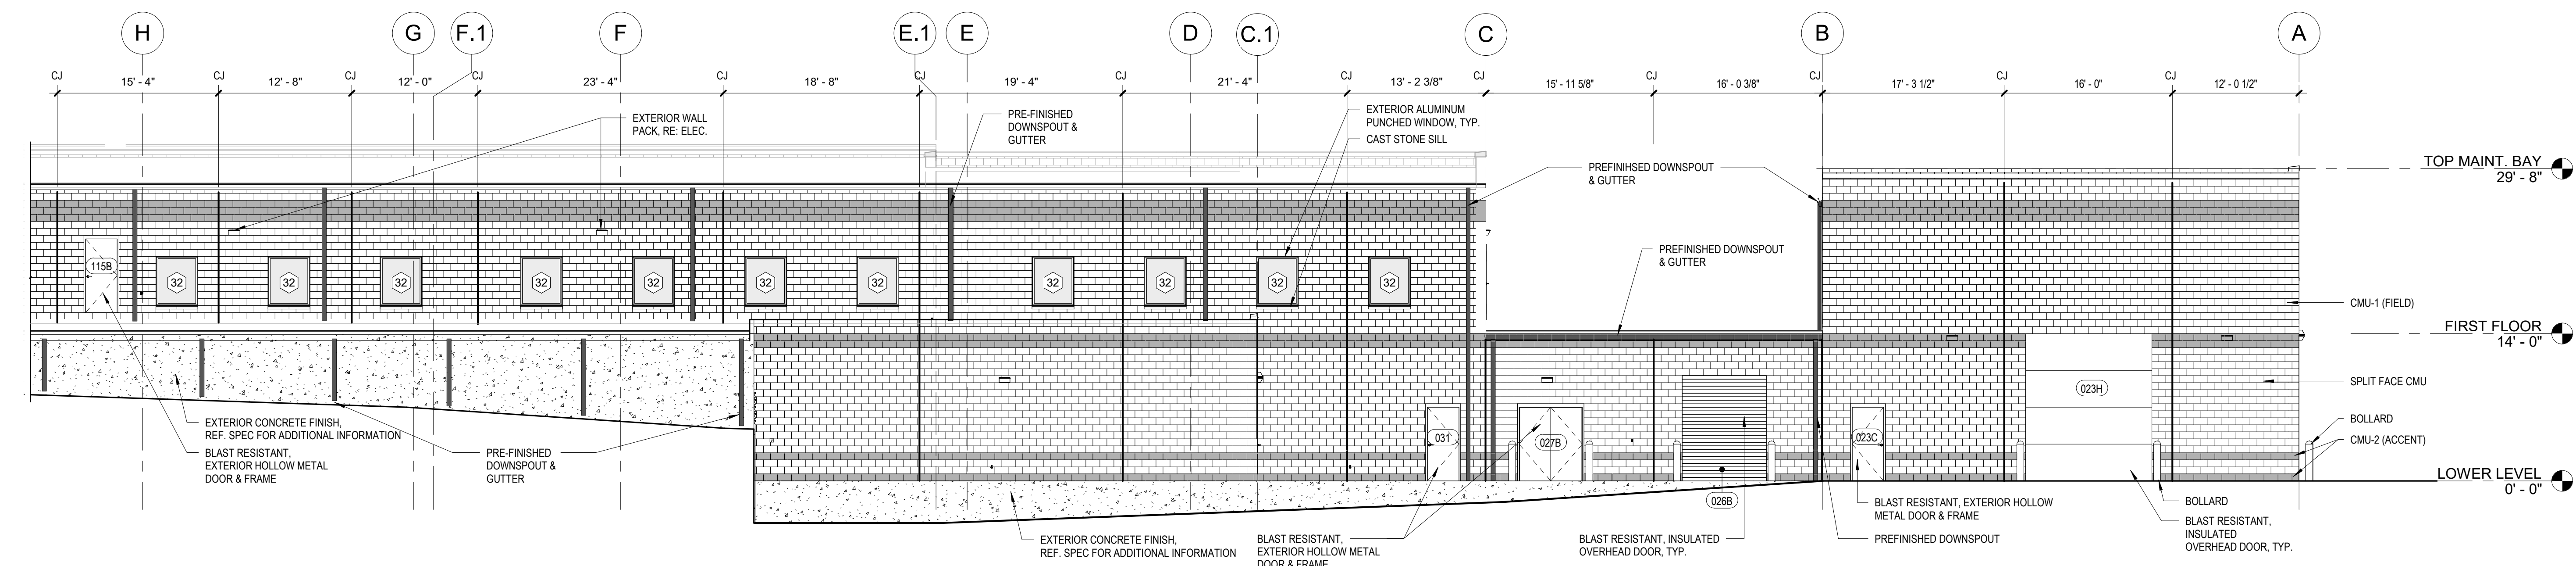 H
G
F.1
F
E.1
E
D
C.1
C
B
A
CJ
15' - 4"
CJ
12' - 8"
CJ
12' - 0"
CJ
23' - 4"
CJ
18' - 8"
CJ
19' - 4"
CJ
21' - 4"
CJ
13' - 2 3/8"
CJ
15' - 11 5/8"
CJ
16' - 0 3/8"
CJ
17' - 3 1/2"
CJ
16' - 0"
CJ
12' - 0 1/2"
EXTERIOR WALL
PACK, RE: ELEC.
PRE-FINISHED
DOWNSPOUT &
GUTTER
EXTERIOR ALUMINUM
PUNCHED WINDOW, TYP.
CAST STONE SILL
PREFINIHSED DOWNSPOUT
& GUTTER
PREFINISHED DOWNSPOUT
& GUTTER
TOP MAINT. BAY
29' - 8"
115B
32
32
32
32
32
32
32
32
32
32
32
CMU-1 (FIELD)
FIRST FLOOR
14' - 0"
SPLIT FACE CMU
023H
BOLLARD
CMU-2 (ACCENT)
031
027B
023C
026B
LOWER LEVEL
0' - 0"
EXTERIOR CONCRETE FINISH,
REF. SPEC FOR ADDITIONAL INFORMATION
BLAST RESISTANT,
EXTERIOR HOLLOW METAL
DOOR & FRAME
PRE-FINISHED
DOWNSPOUT &
GUTTER
EXTERIOR CONCRETE FINISH,
REF. SPEC FOR ADDITIONAL INFORMATION
BLAST RESISTANT,
EXTERIOR HOLLOW METAL
DOOR & FRAME
BLAST RESISTANT, INSULATED
OVERHEAD DOOR, TYP.
BLAST RESISTANT, EXTERIOR HOLLOW
METAL DOOR & FRAME
PREFINISHED DOWNSPOUT
BOLLARD
BLAST RESISTANT,
INSULATED
OVERHEAD DOOR, TYP.